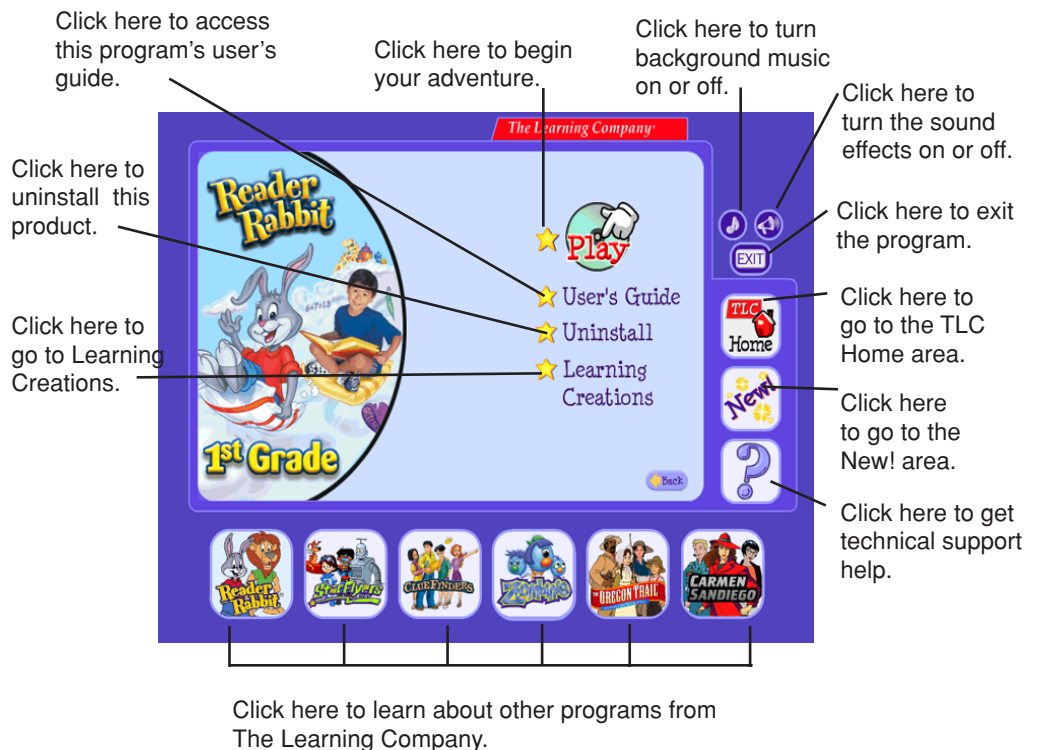 Click here to access
this program's user's
guide.
Click here to begin
your adventure.
Click here to turn
background music
on or off.
Click here to
turn the sound
effects on or off.
Click here to
uninstall this
product.
Click here to exit
the program.
Click here to
go to Learning
Creations.
Click here to
go to the TLC
Home area.
Click here
to go to the
New! area.
Click here to get
technical support
help.
The Learning Company
Reader
Rabbit
1st Grade
Play
User's Guide
Uninstall
Learning
Creations
Back
EXIT
TLC
Home
New!
?
Reader
Rabbit
StarFlyers
ClueFinders
Zoombinis
THE
OREGON TRAIL
CARMEN
SANDIEGO
Click here to learn about other programs from
The Learning Company.